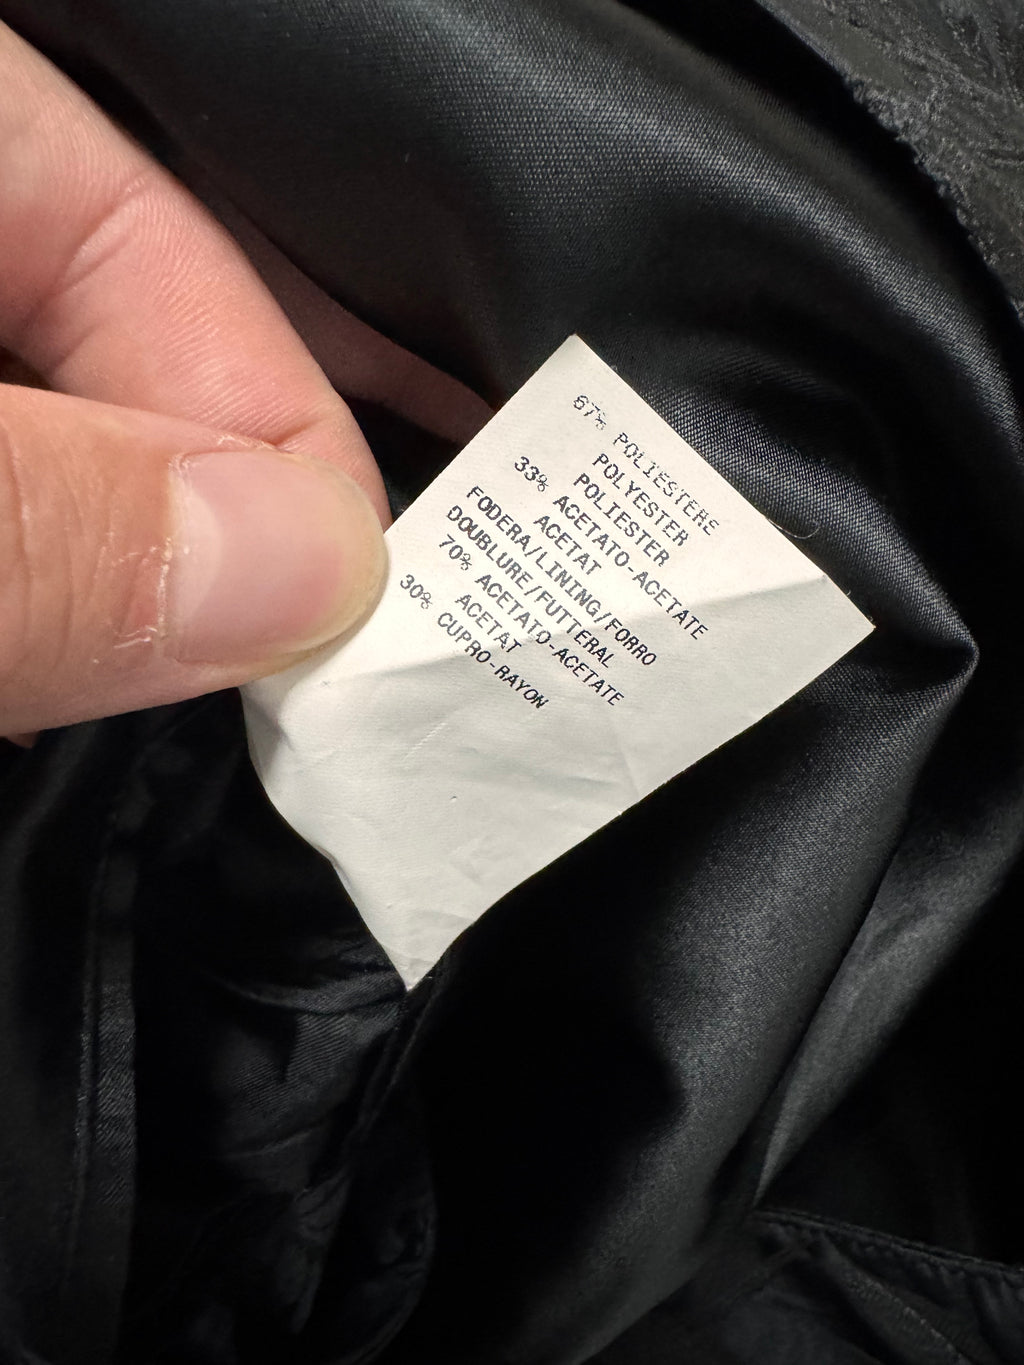 67% POLIESTERE
POLYESTER
POLIESTER
33% ACETATO-ACETATE
ACETAT
FODERA/LINING/FORRO
DOUBLURE/FUTTERAL
70% ACETATO-ACETATE
ACETAT
30% CUPRO-RAYON